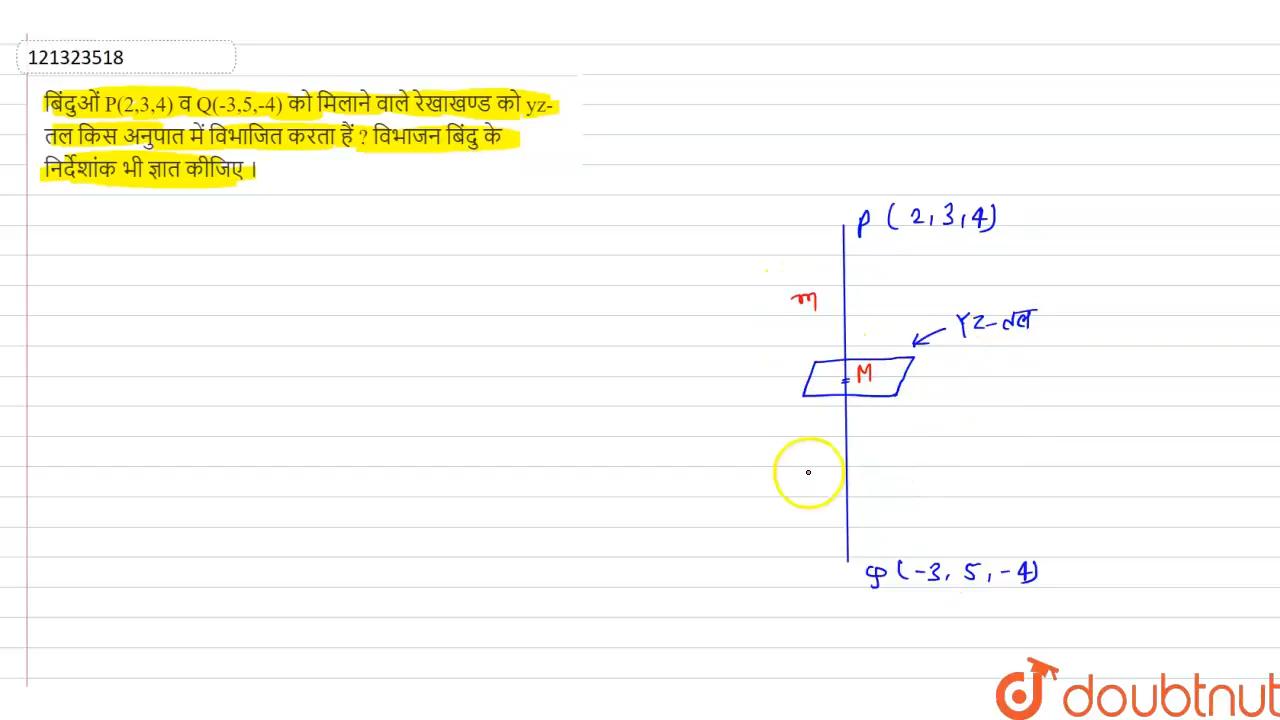 121323518
बिंदुओं P(2,3,4) व Q(-3,5,-4) को मिलाने वाले रेखाखण्ड को yz-
तल किस अनुपात में विभाजित करता हैं ? विभाजन बिंदु के
निर्देशांक भी ज्ञात कीजिए ।
P ( 2, 3, 4)
m
YZ-तल
M
Q (-3, 5, -4)
doubtnut